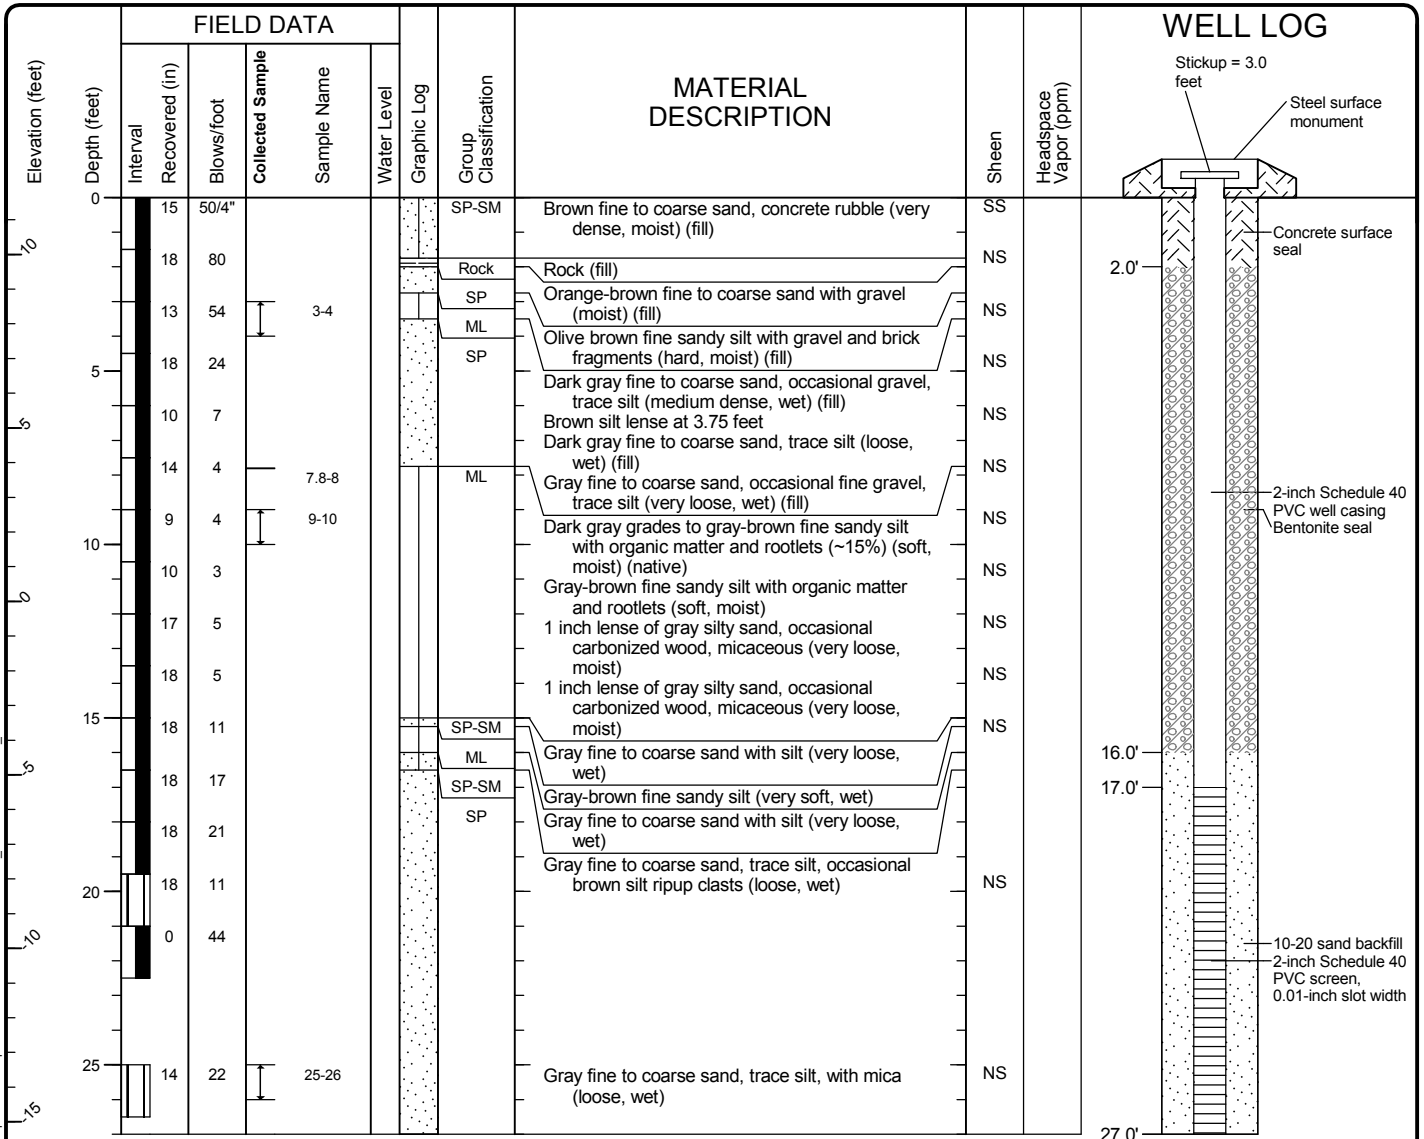 FIELD DATA
WELL LOG
Elevation (feet)
Depth (feet)
Interval
Recovered (in)
Blows/foot
Collected Sample
Sample Name
Water Level
Graphic Log
Group
Classification
MATERIAL
DESCRIPTION
Sheen
Headspace
Vapor (ppm)
Stickup = 3.0
feet
Steel surface
monument
0
15 50/4" SP-SM Brown fine to coarse sand, concrete rubble (very SS
dense, moist) (fill)
Concrete surface
seal
10
18 80 NS
2.0'
Rock Rock (fill)
SP Orange-brown fine to coarse sand with gravel
(moist) (fill)
13 54 3-4 NS
ML Olive brown fine sandy silt with gravel and brick
fragments (hard, moist) (fill)
SP
5
18 24 NS
Dark gray fine to coarse sand, occasional gravel,
trace silt (medium dense, wet) (fill)
10 7 NS
Brown silt lense at 3.75 feet
5
Dark gray fine to coarse sand, trace silt (loose,
wet) (fill)
14 4 NS
7.8-8 ML Gray fine to coarse sand, occasional fine gravel,
trace silt (very loose, wet) (fill)
2-inch Schedule 40
PVC well casing
Bentonite seal
9 4 9-10 NS
Dark gray grades to gray-brown fine sandy silt
with organic matter and rootlets (~15%) (soft,
moist) (native)
10
10 3 NS
Gray-brown fine sandy silt with organic matter
and rootlets (soft, moist)
0
17 5 NS
1 inch lense of gray silty sand, occasional
carbonized wood, micaceous (very loose,
moist)
18 5 NS
1 inch lense of gray silty sand, occasional
carbonized wood, micaceous (very loose,
moist)
15
18 11 SP-SM NS
16.0'
ML Gray fine to coarse sand with silt (very loose,
wet)
-5
18 17 SP-SM
17.0'
Gray-brown fine sandy silt (very soft, wet)
SP Gray fine to coarse sand with silt (very loose,
wet)
18 21
Gray fine to coarse sand, trace silt, occasional
brown silt ripup clasts (loose, wet)
20
18 11 NS
0 44
-10
10-20 sand backfill
2-inch Schedule 40
PVC screen,
0.01-inch slot width
25
14 22 25-26 Gray fine to coarse sand, trace silt, with mica NS
(loose, wet)
-15
27.0'